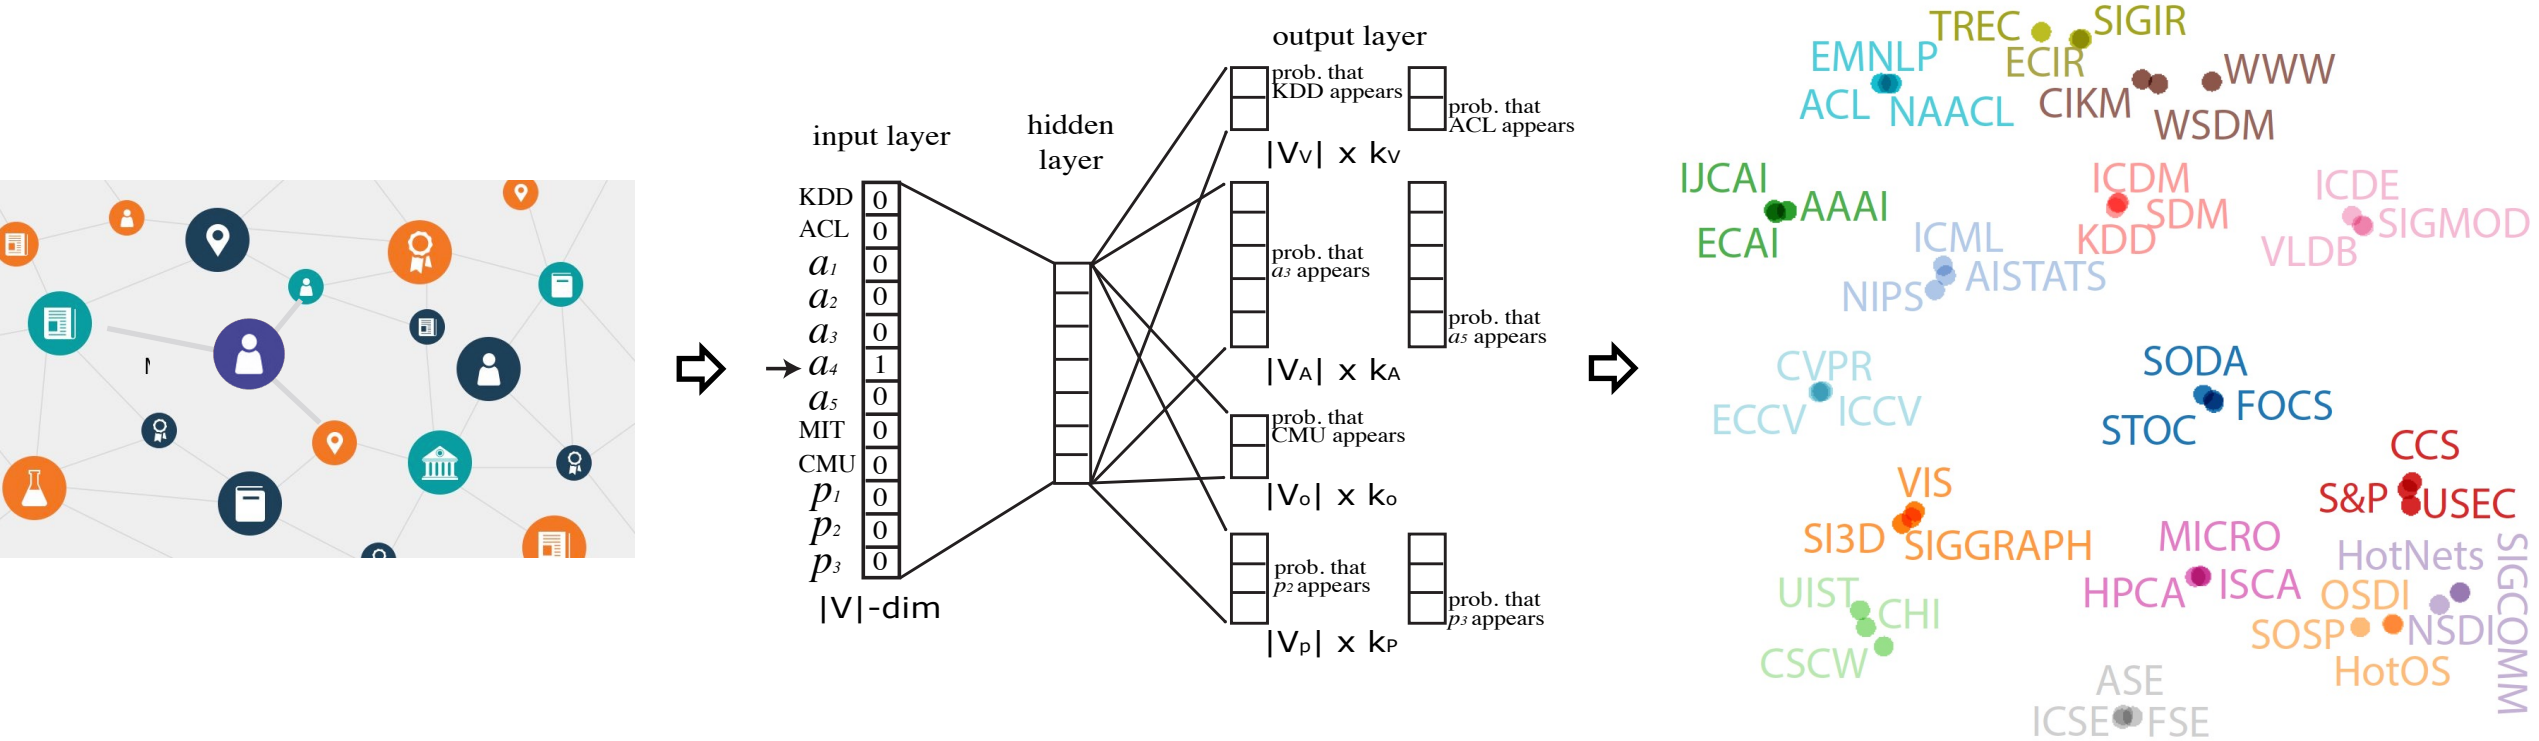 input layer
KDD 0
ACL 0
a1 0
a2 0
a3 0
a4 1
a5 0
MIT 0
CMU 0
p1 0
p2 0
p3 0
|V|-dim
hidden
layer
output layer
prob. that
KDD appears
prob. that
ACL appears
|VV| x kV
prob. that
a3 appears
prob. that
a5 appears
|VA| x kA
prob. that
CMU appears
|Vo| x ko
prob. that
p2 appears
prob. that
p3 appears
|Vp| x kP
TREC
SIGIR
ECIR
EMNLP
ACL
NAACL
WWW
CIKM
WSDM
IJCAI
AAAI
ECAI
ICDM
SDM
KDD
ICDE
SIGMOD
VLDB
ICML
AISTATS
NIPS
CVPR
ECCV
ICCV
SODA
FOCS
STOC
CCS
S&P
USEC
VIS
SI3D
SIGGRAPH
MICRO
HPCA
ISCA
HotNets
SIGCOMM
OSDI
NSDI
SOSP
HotOS
UIST
CHI
CSCW
ASE
ICSE
FSE